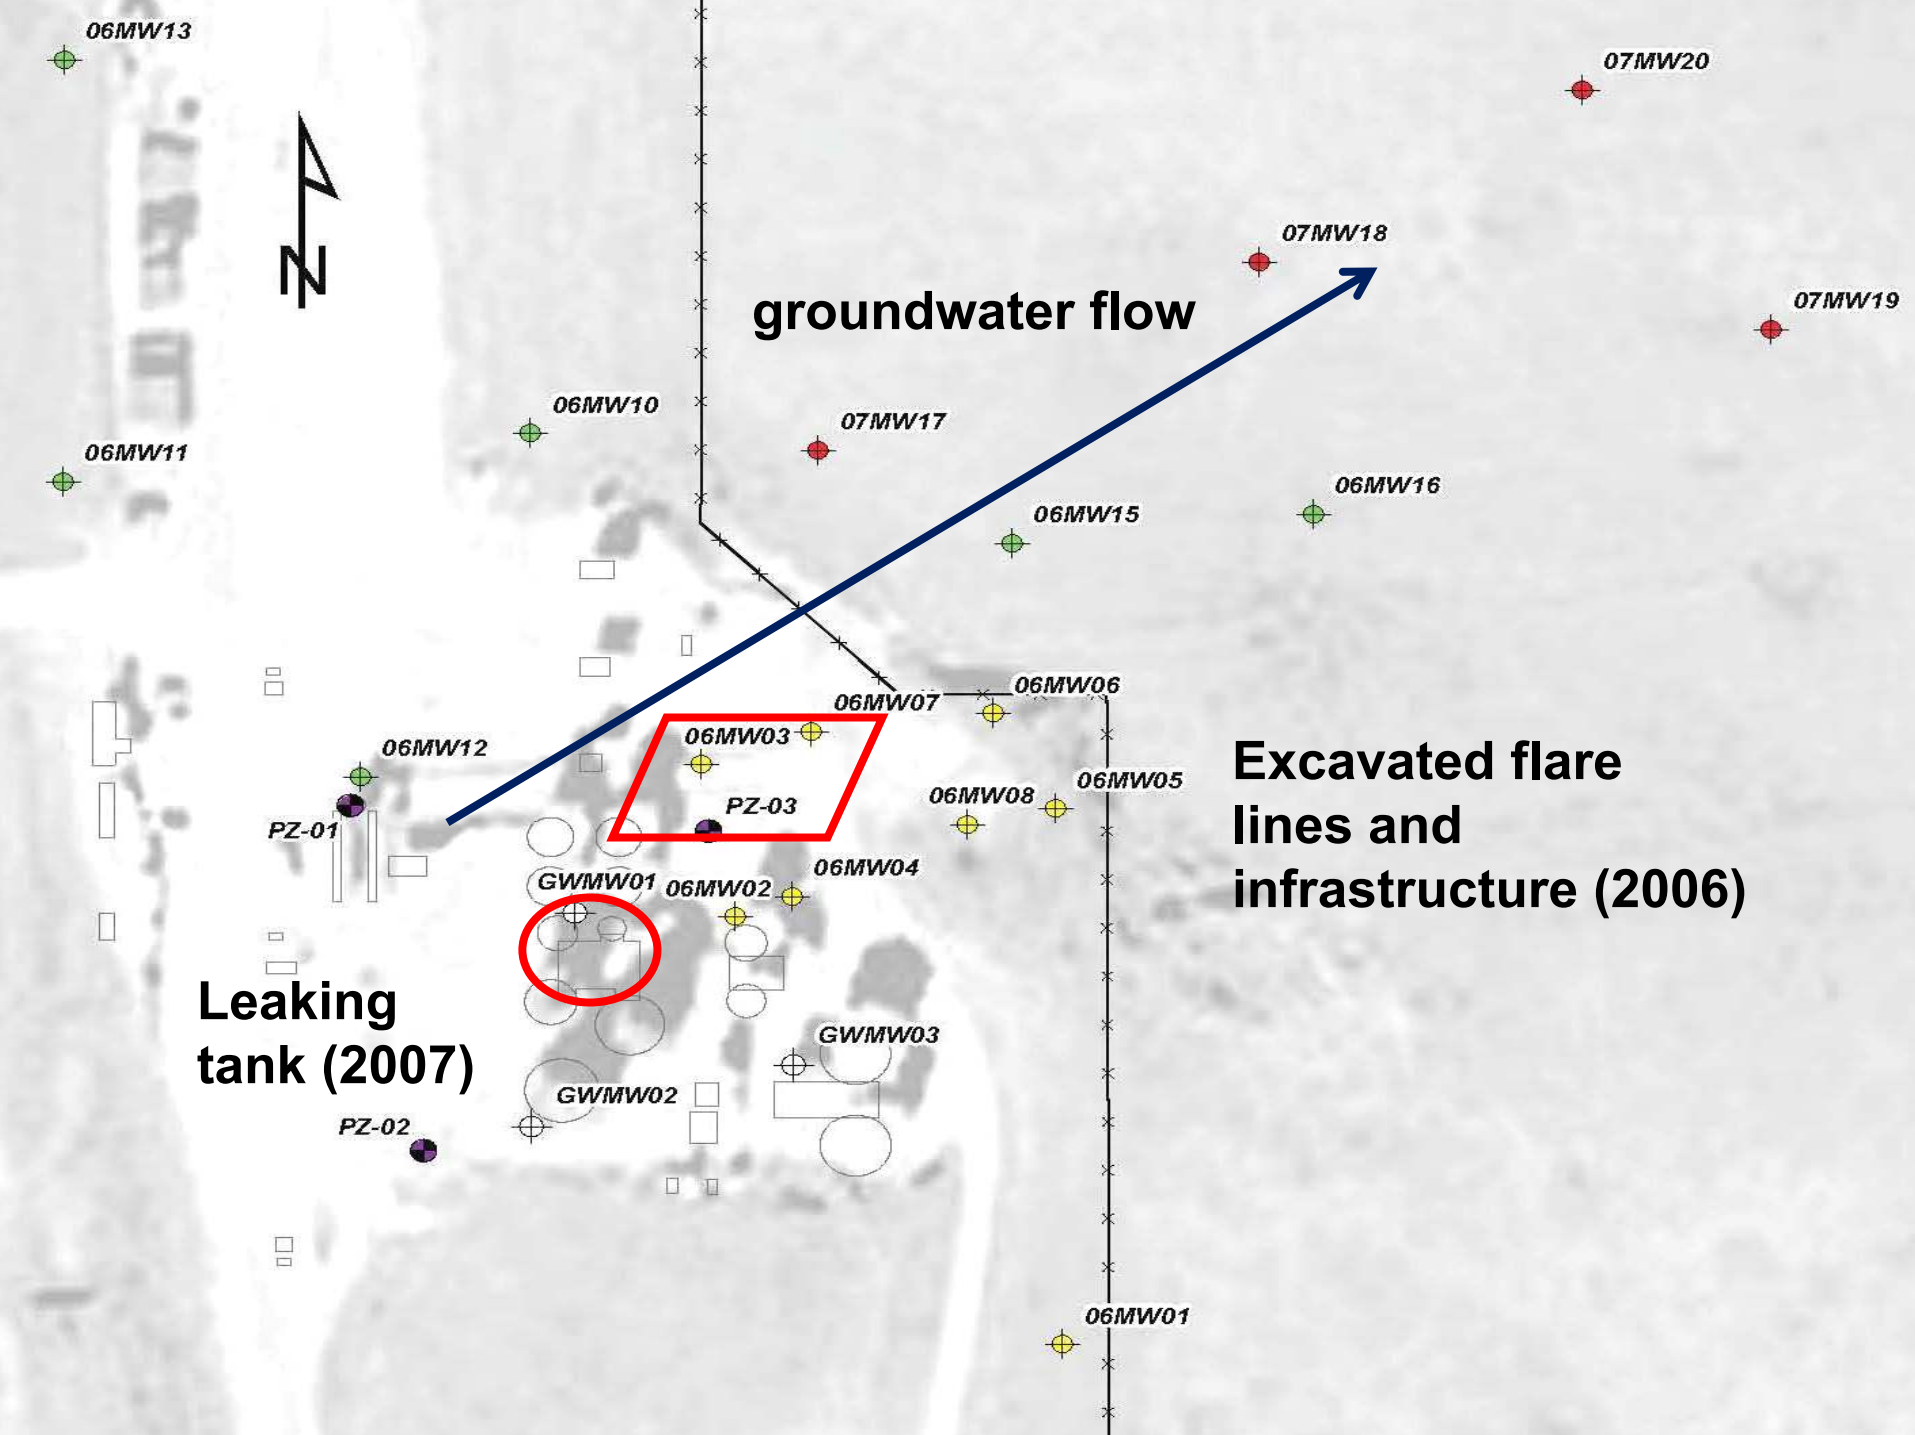 06MW13
07MW20
07MW18
N
groundwater flow
07MW19
06MW10
07MW17
06MW11
06MW16
06MW15
06MW06
06MW07
06MW03
06MW12
Excavated flare
lines and
infrastructure (2006)
06MW05
06MW08
PZ-03
PZ-01
06MW04
GWMW01
06MW02
Leaking
tank (2007)
GWMW03
GWMW02
PZ-02
06MW01